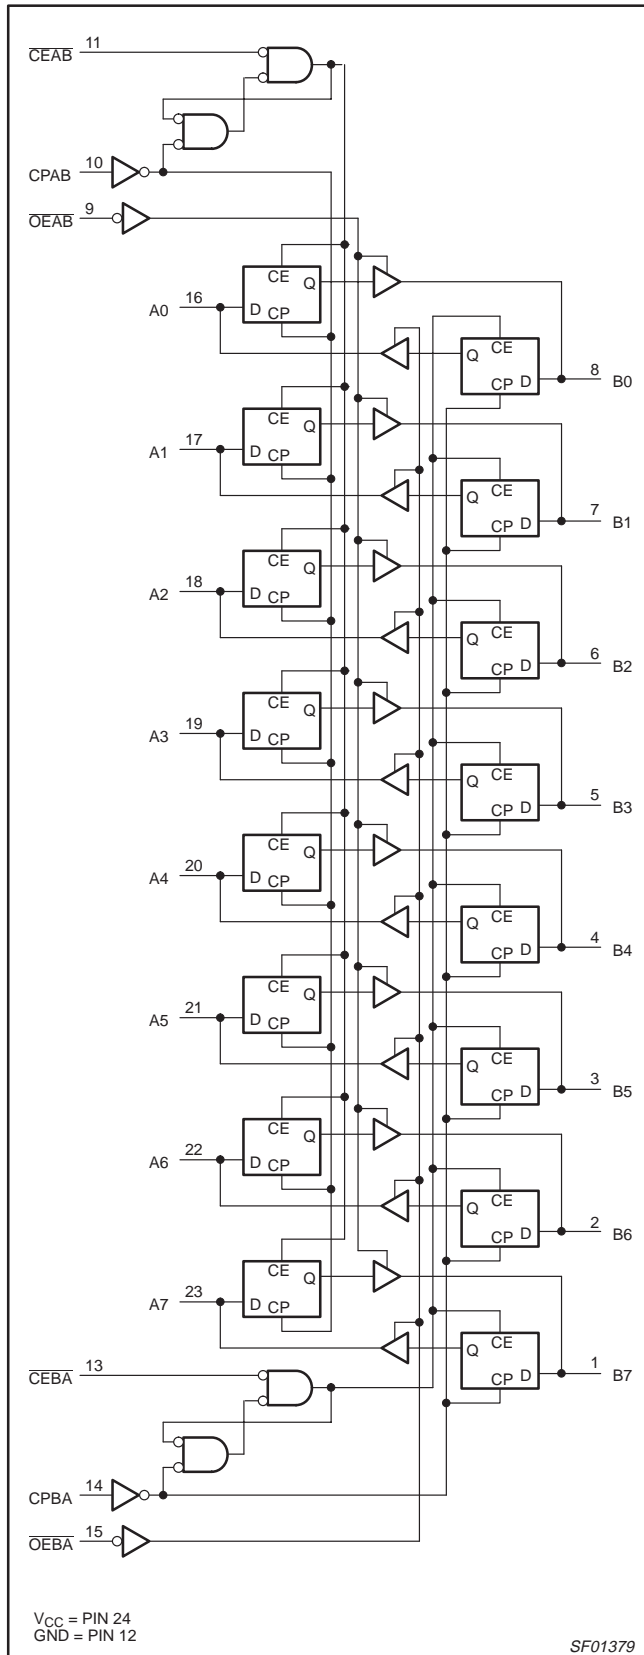 C̅E̅A̅B̅ 11
CPAB 10
O̅E̅A̅B̅ 9
CE
D Q
CP
A0 16
Q CE
CP D
8 B0
CE
D Q
CP
A1 17
Q CE
CP D
7 B1
CE
D Q
CP
A2 18
Q CE
CP D
6 B2
CE
D Q
CP
A3 19
Q CE
CP D
5 B3
CE
D Q
CP
A4 20
Q CE
CP D
4 B4
CE
D Q
CP
A5 21
Q CE
CP D
3 B5
CE
D Q
CP
A6 22
Q CE
CP D
2 B6
CE
D Q
CP
A7 23
Q CE
CP D
1 B7
C̅E̅B̅A̅ 13
CPBA 14
O̅E̅B̅A̅ 15
VCC = PIN 24
GND = PIN 12
SF01379